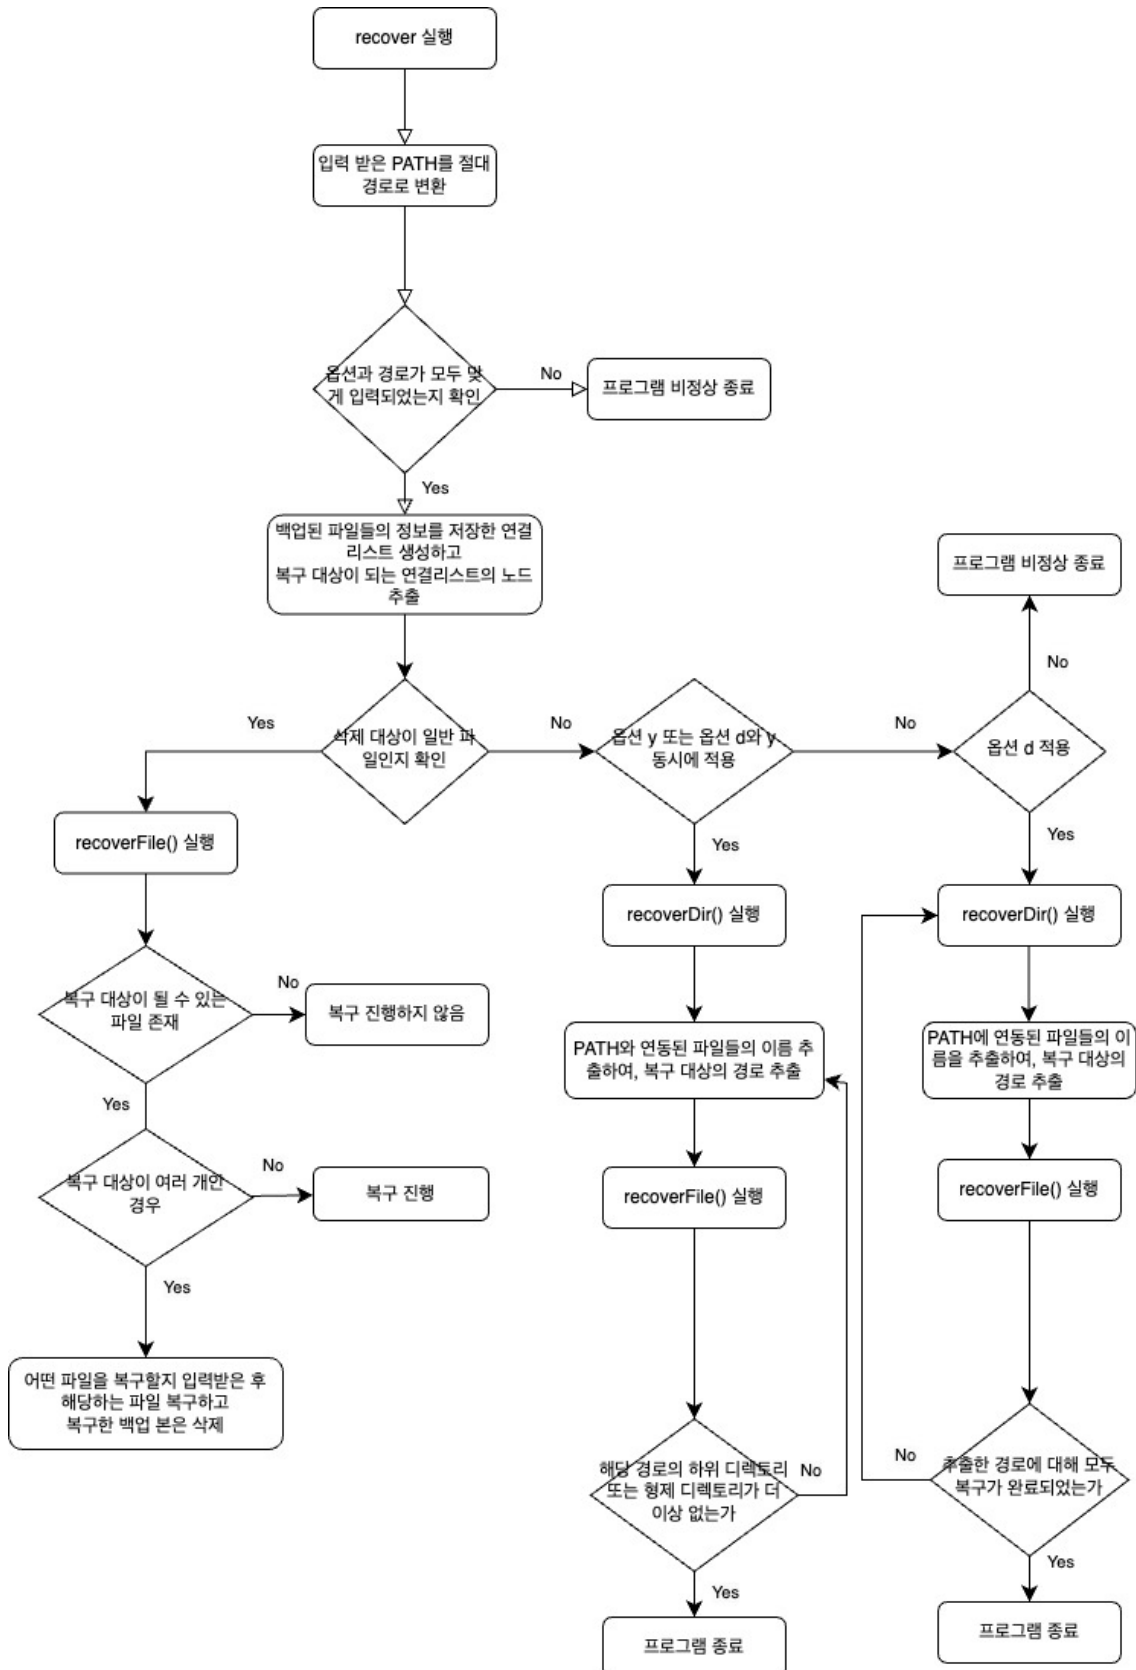 recover 실행
입력 받은 PATH를 절대
경로로 변환
옵션과 경로가 모두 맞
게 입력되었는지 확인
No
프로그램 비정상 종료
Yes
백업된 파일들의 정보를 저장한 연결
리스트 생성하고
복구 대상이 되는 연결리스트의 노드
추출
프로그램 비정상 종료
No
Yes
삭제 대상이 일반 파
일인지 확인
No
옵션 y 또는 옵션 d와 y
동시에 적용
No
옵션 d 적용
recoverFile() 실행
Yes
Yes
recoverDir() 실행
recoverDir() 실행
복구 대상이 될 수 있는
파일 존재
No
복구 진행하지 않음
PATH와 연동된 파일들의 이름 추
출하여, 복구 대상의 경로 추출
PATH에 연동된 파일들의 이
름을 추출하여, 복구 대상의
경로 추출
Yes
복구 대상이 여러 개인
경우
No
복구 진행
recoverFile() 실행
recoverFile() 실행
Yes
어떤 파일을 복구할지 입력받은 후
해당하는 파일 복구하고
복구한 백업 본은 삭제
해당 경로의 하위 디렉토리
또는 형제 디렉토리가 더
이상 없는가
No
No
추출한 경로에 대해 모두
복구가 완료되었는가
Yes
Yes
프로그램 종료
프로그램 종료